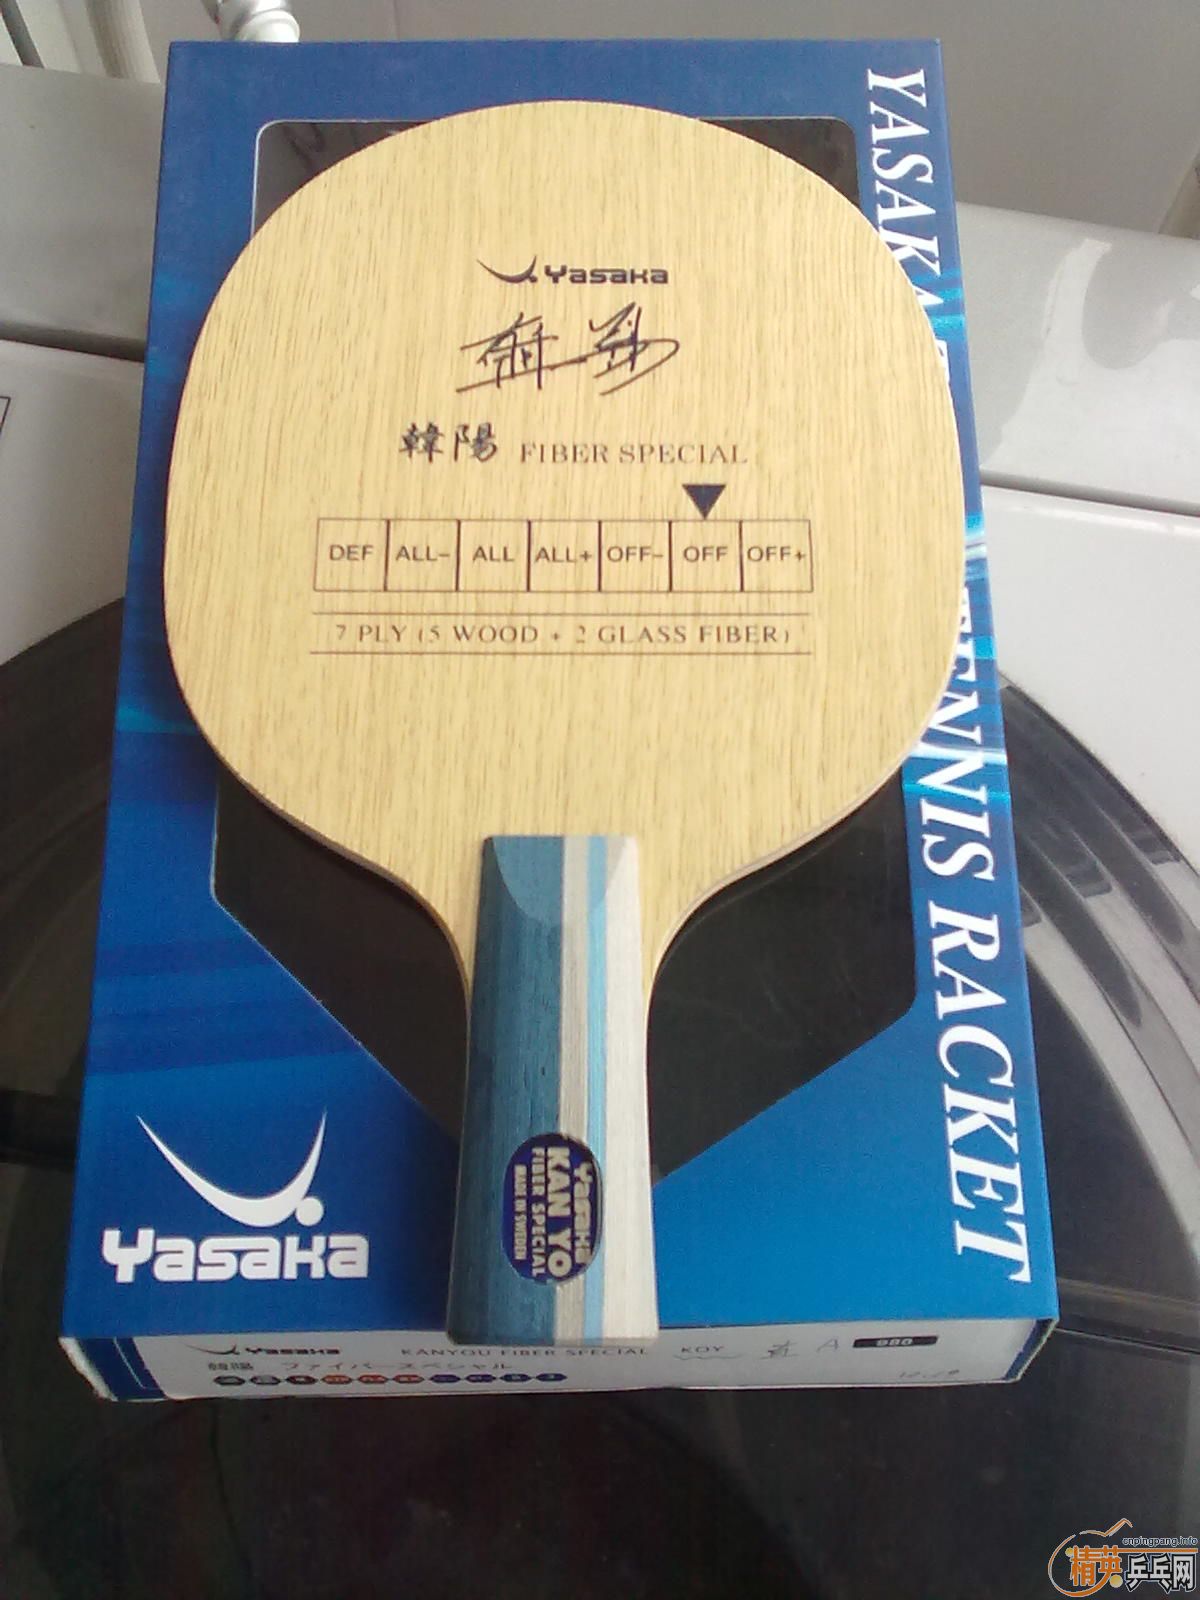 YASAKA TENNIS RACKET
Yasaka
韓陽 FIBER SPECIAL
DEF ALL- ALL ALL+ OFF- OFF OFF+
7 PLY (5 WOOD + 2 GLASS FIBER)
Yasaka
KAN YO
FIBER SPECIAL
MADE IN SWEDEN
Yasaka
Yasaka KANYOU FIBER SPECIAL KOY A 980
韓陽 ファイバースペシャル
cnpingpang.info
精英乒乓网